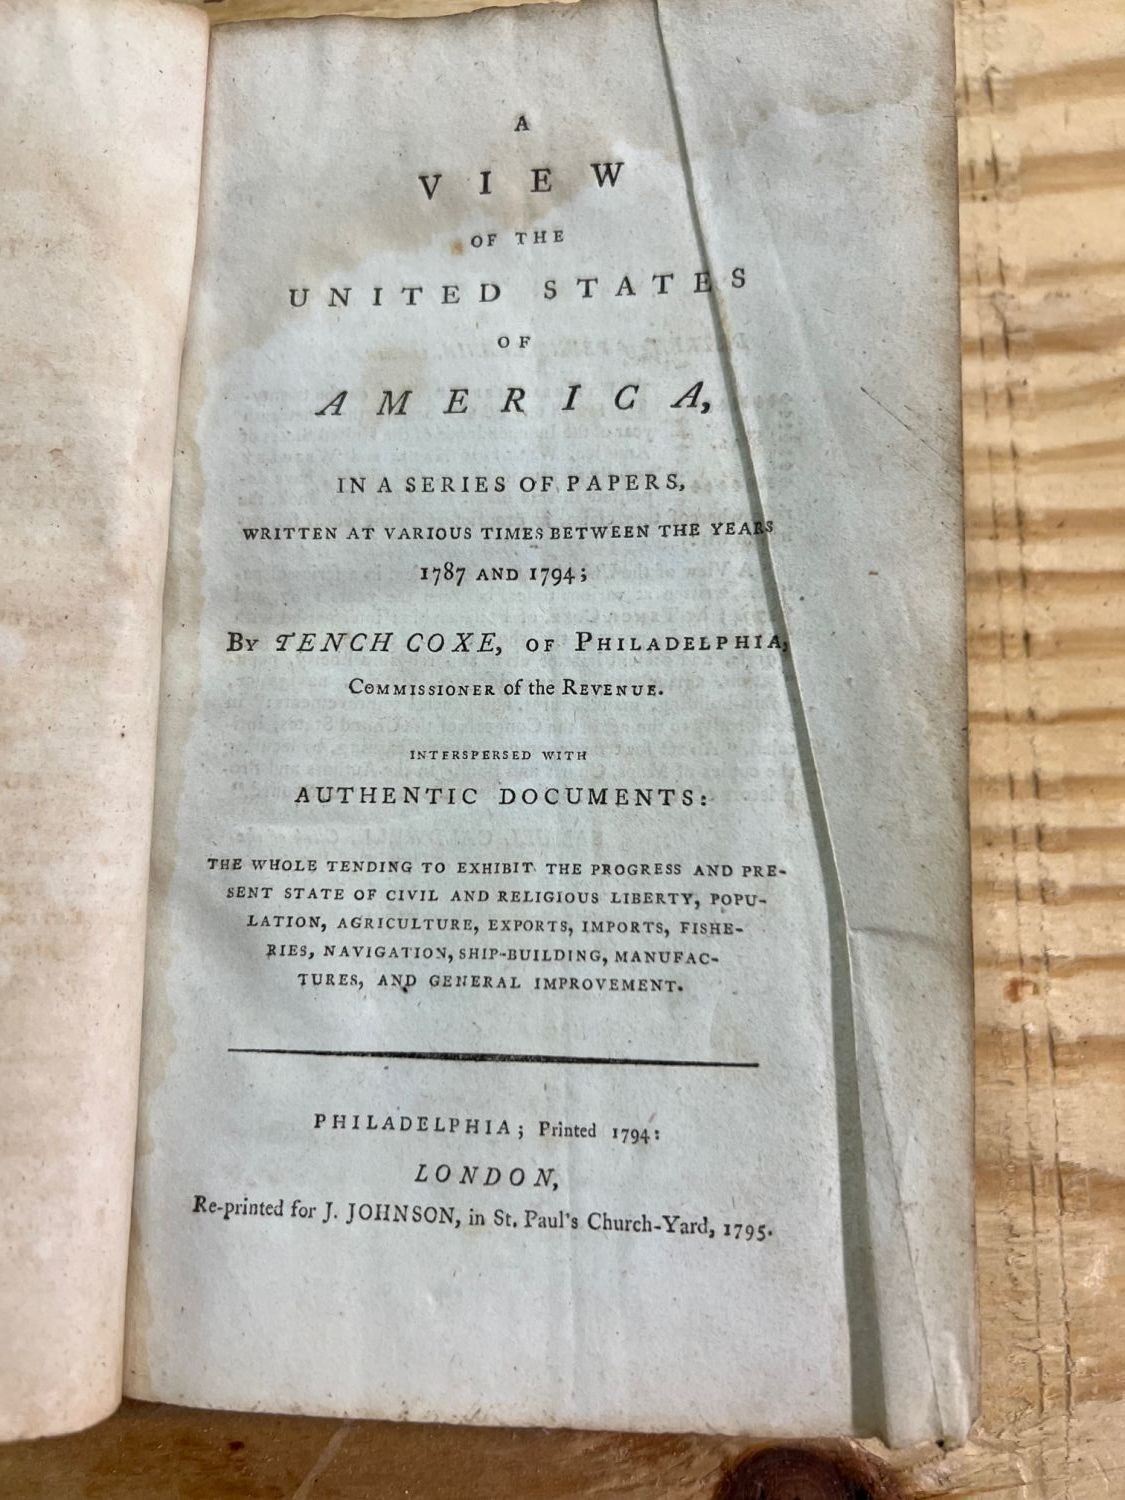 A
VIEW
OF THE
UNITED STATES
OF
AMERICA,
IN A SERIES OF PAPERS,
WRITTEN AT VARIOUS TIMES BETWEEN THE YEARS
1787 AND 1794;
BY TENCH COXE, OF PHILADELPHIA,
COMMISSIONER of the REVENUE.
INTERSPERSED WITH
AUTHENTIC DOCUMENTS:
THE WHOLE TENDING TO EXHIBIT THE PROGRESS AND PRE-
SENT STATE OF CIVIL AND RELIGIOUS LIBERTY, POPU-
LATION, AGRICULTURE, EXPORTS, IMPORTS, FISHE-
RIES, NAVIGATION, SHIP-BUILDING, MANUFAC-
TURES, AND GENERAL IMPROVEMENT.
PHILADELPHIA; Printed 1794:
LONDON,
Re-printed for J. JOHNSON, in St. Paul's Church-Yard, 1795.